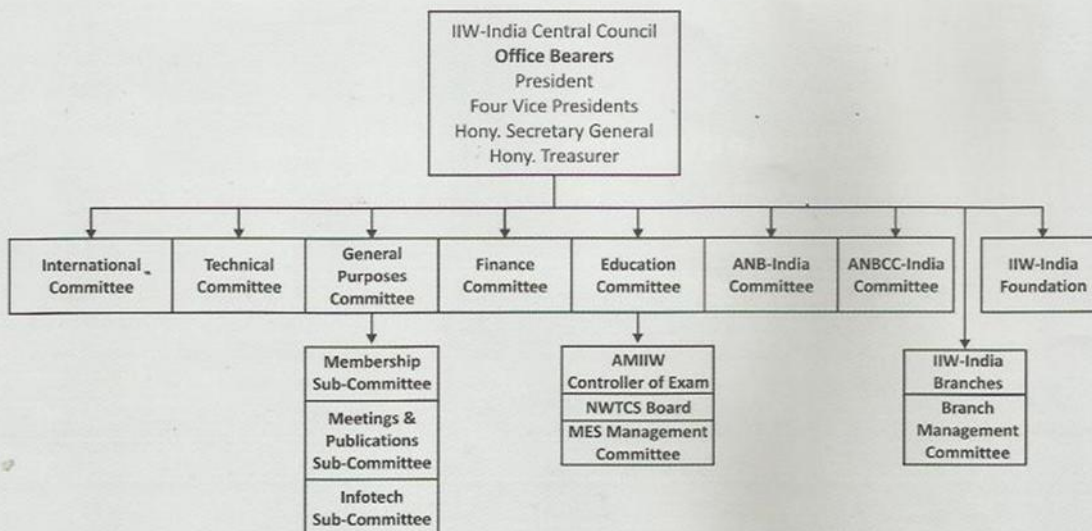 IIW-India Central Council
Office Bearers
President
Four Vice Presidents
Hony. Secretary General
Hony. Treasurer
International
Committee
Technical
Committee
General
Purposes
Committee
Finance
Committee
Education
Committee
ANB-India
Committee
ANBCC-India
Committee
IIW-India
Foundation
Membership
Sub-Committee
Meetings &
Publications
Sub-Committee
Infotech
Sub-Committee
AMIIW
Controller of Exam
NWTCS Board
MES Management
Committee
IIW-India
Branches
Branch
Management
Committee